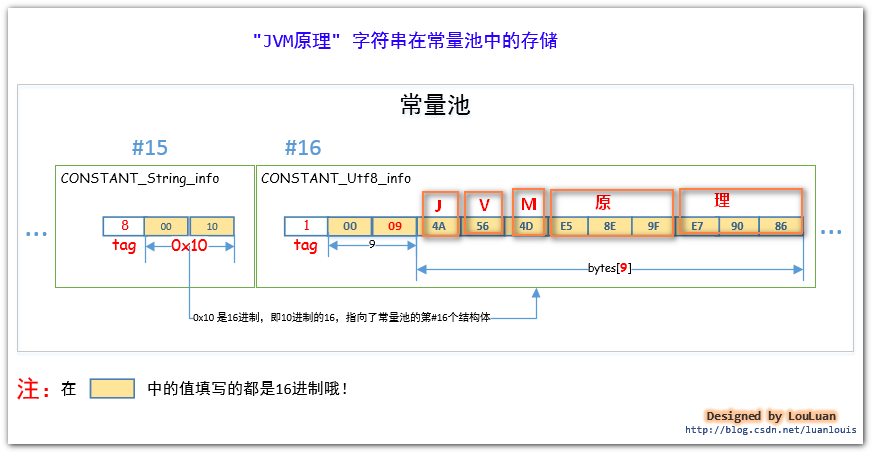 "JVM原理" 字符串在常量池中的存储
常量池
#15 #16
CONSTANT_String_info CONSTANT_Utf8_info
J V M 原 理
... 8 00 10 1 00 09 4A 56 4D E5 8E 9F E7 90 86 ...
tag 0x10 tag 9
bytes[9]
0x10 是16进制，即10进制的16，指向了常量池的第#16个结构体
注：在 中的值填写的都是16进制哦！
Designed by LouLuan
http://blog.csdn.net/luanlouis